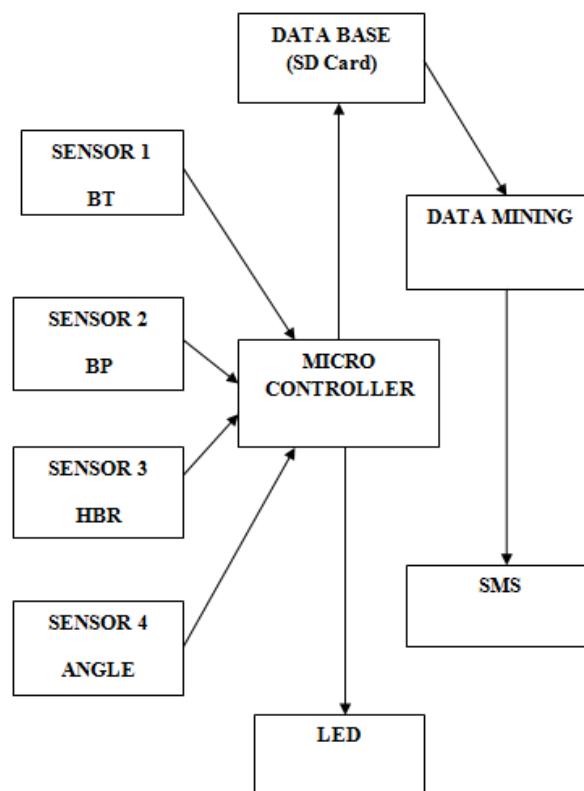 DATA BASE
(SD Card)
SENSOR 1
BT
DATA MINING
SENSOR 2
BP
MICRO
CONTROLLER
SENSOR 3
HBR
SENSOR 4
ANGLE
SMS
LED